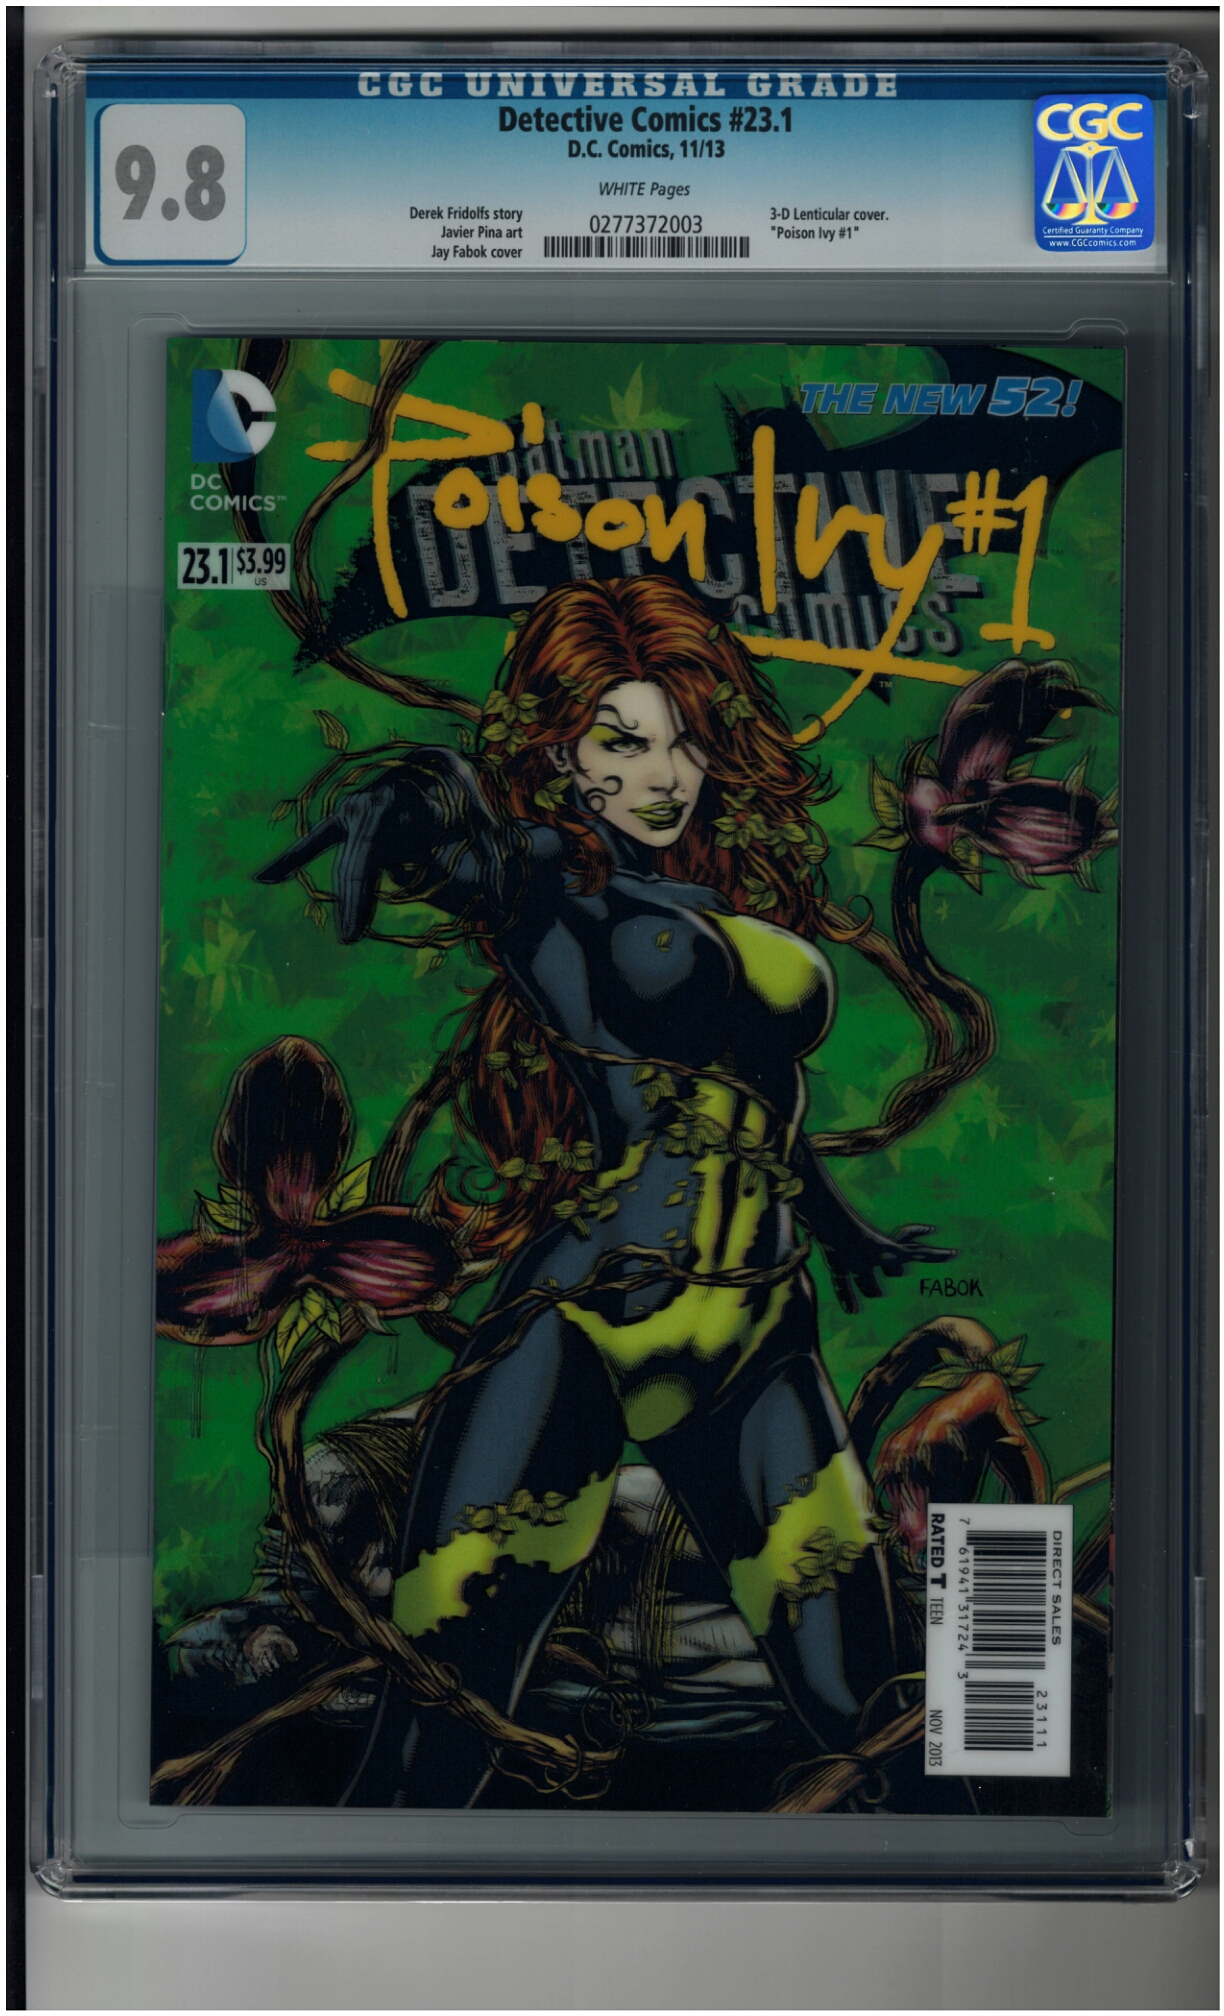 CGC UNIVERSAL GRADE
9.8
Detective Comics #23.1
D.C. Comics, 11/13
WHITE Pages
Derek Fridolfs story
Javier Pina art
Jay Fabok cover
0277372003
3-D Lenticular cover.
"Poison Ivy #1"
CGC
Certified Guaranty Company
www.CGCcomics.com
DC
COMICS™
THE NEW 52!
Batman
DETECTIVE
COMICS
Poison Ivy #1
™
23.1 $3.99
US
FABOK
DIRECT SALES
7 61941 31724 3
23111
RATED T TEEN NOV 2013